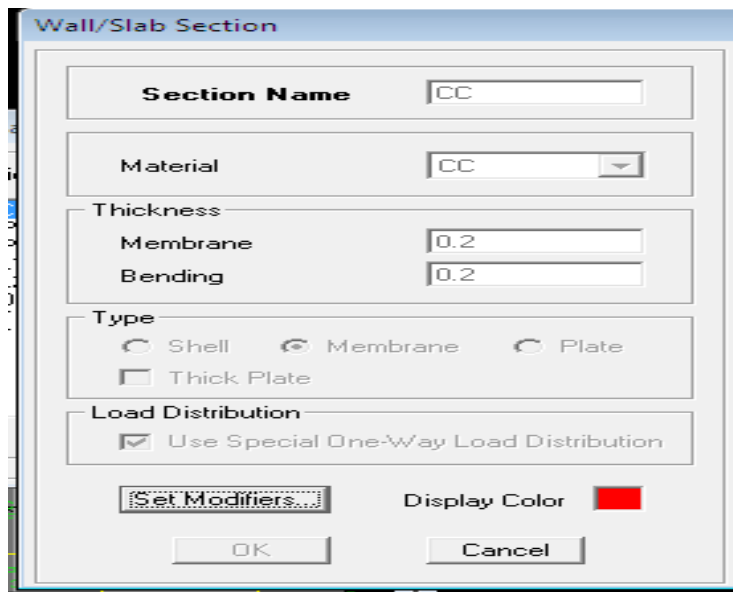 Wall/Slab Section
Section Name CC
Material CC
Thickness
Membrane 0.2
Bending 0.2
Type
Shell Membrane Plate
Thick Plate
Load Distribution
Use Special One-Way Load Distribution
Set Modifiers... Display Color
OK Cancel